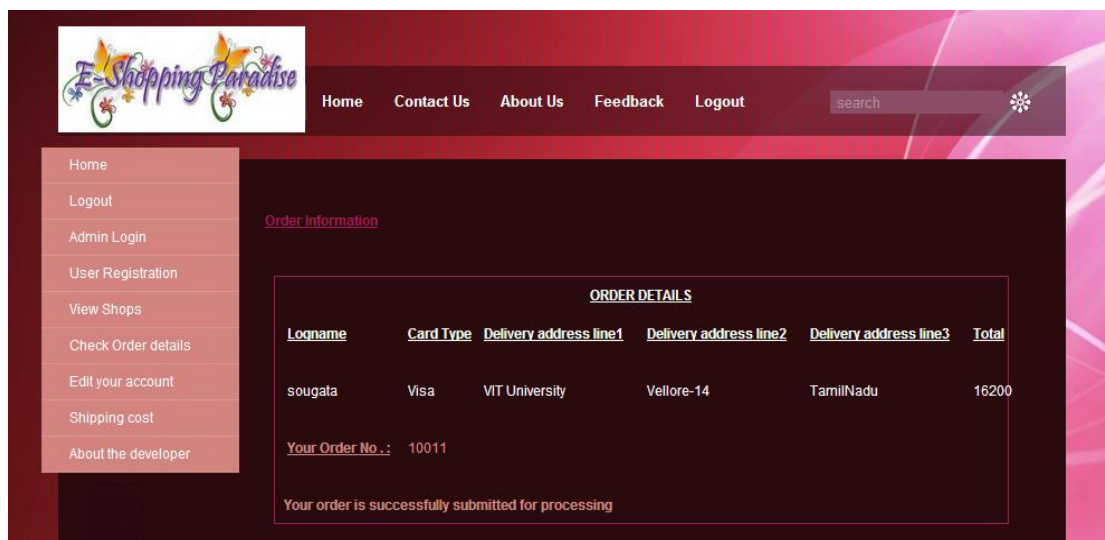 E-Shopping Paradise
Home Contact Us About Us Feedback Logout search
Home
Logout
Admin Login
User Registration
View Shops
Check Order details
Edit your account
Shipping cost
About the developer
Order Information
ORDER DETAILS
Logname Card Type Delivery address line1 Delivery address line2 Delivery address line3 Total
sougata Visa VIT University Vellore-14 TamilNadu 16200
Your Order No . : 10011
Your order is successfully submitted for processing